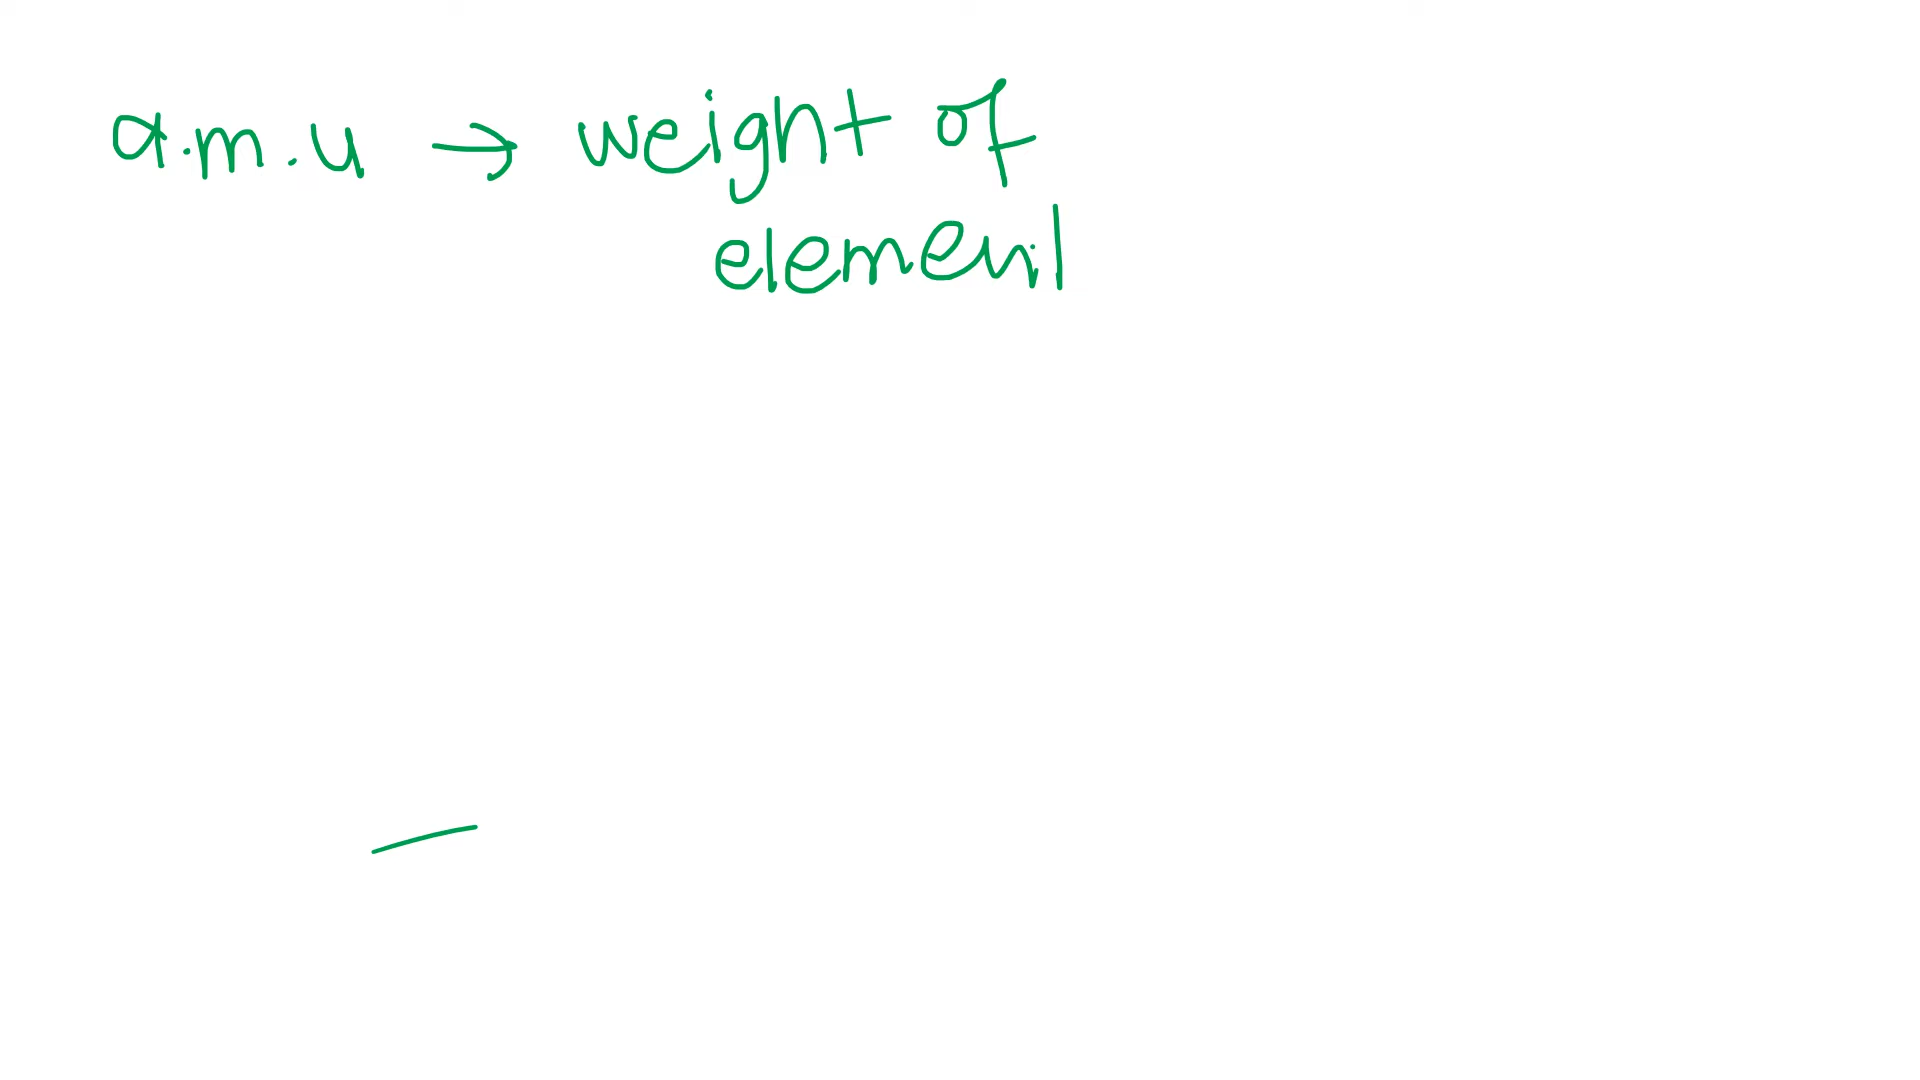 a.m.u → weight of
element